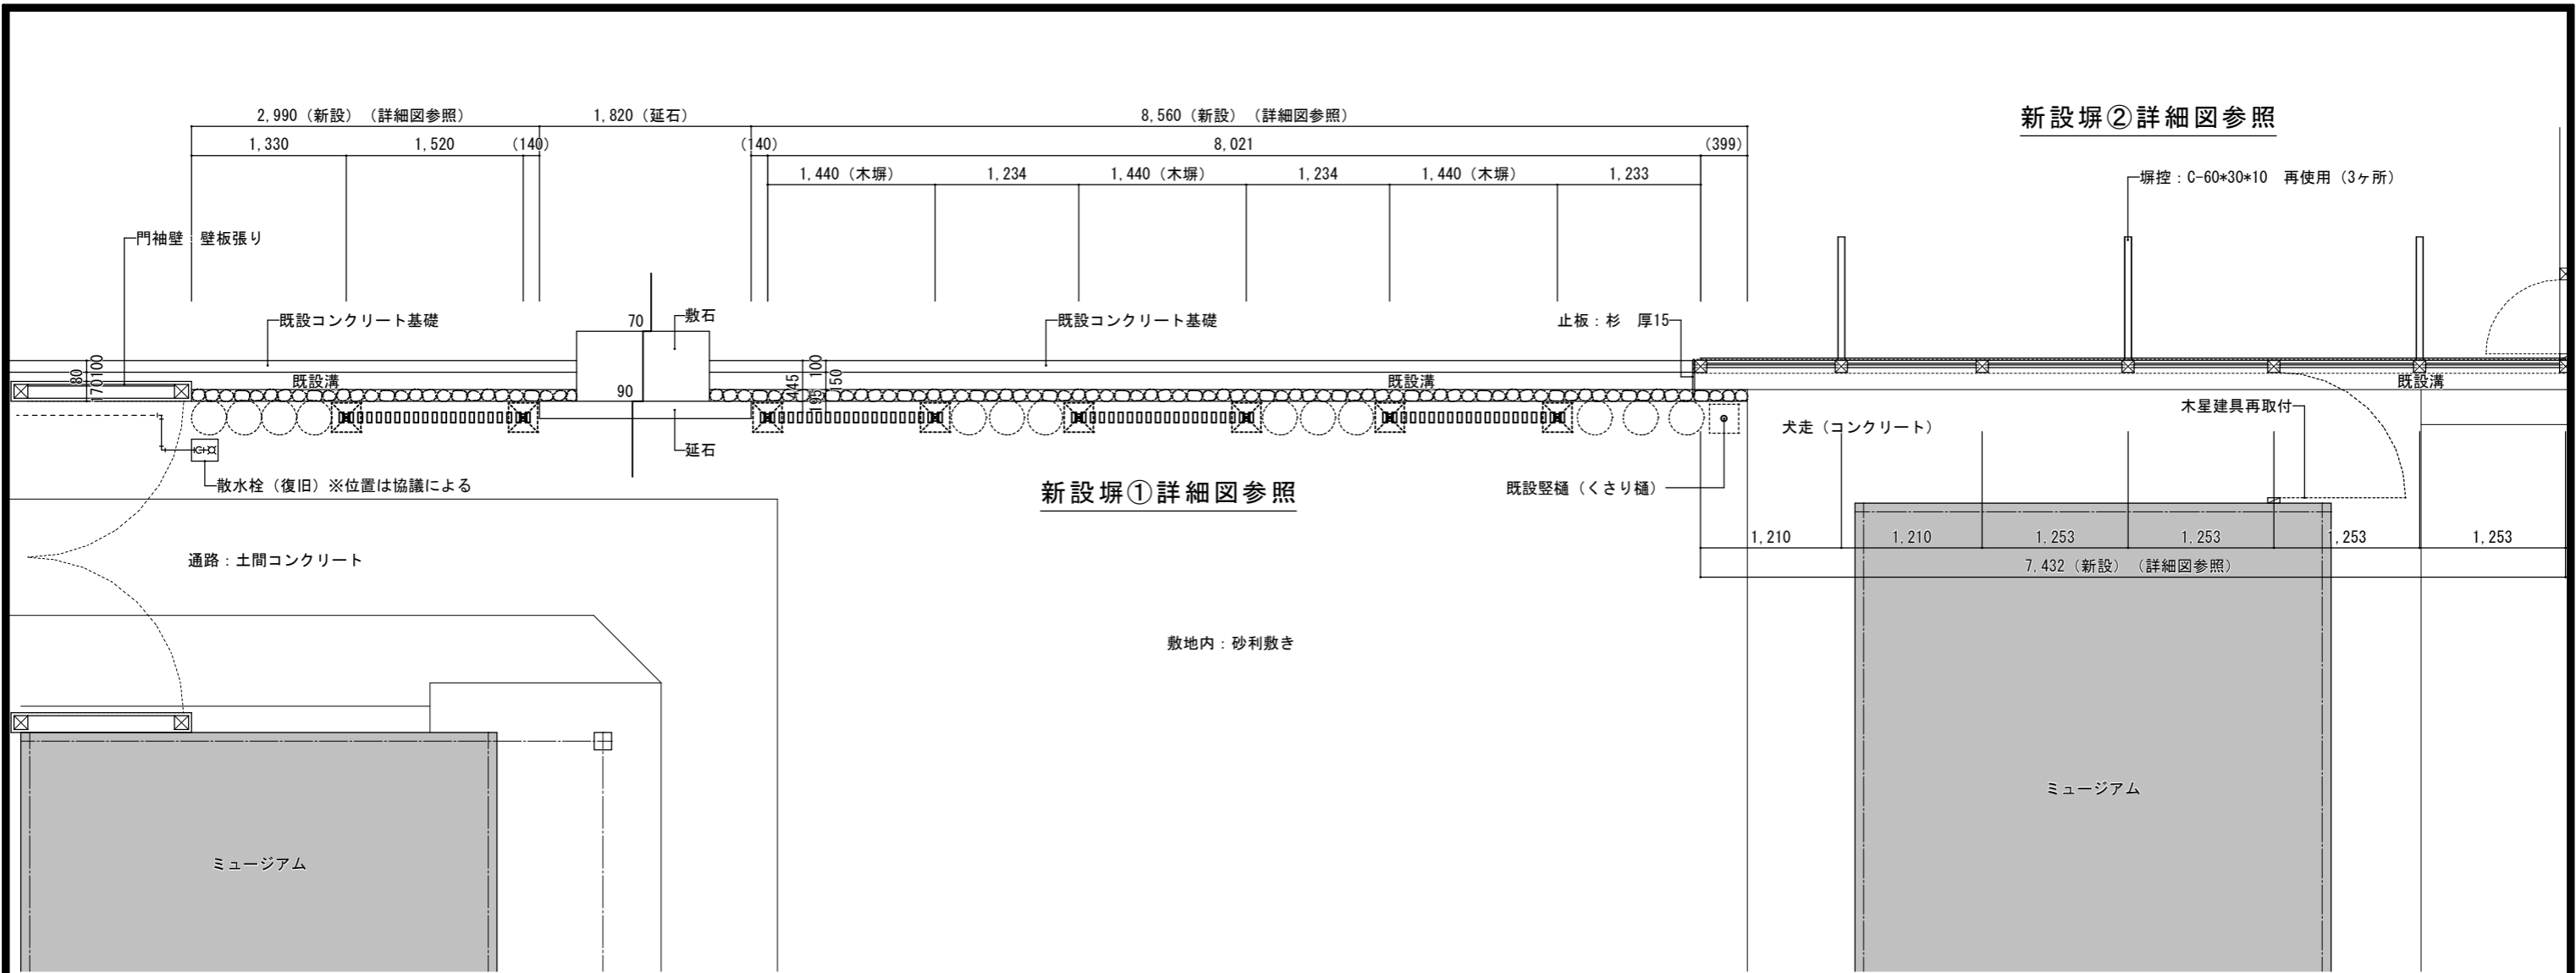 2,990（新設）（詳細図参照）
1,820（延石）
8,560（新設）（詳細図参照）
新設塀②詳細図参照
1,330
1,520
(140)
(140)
8,021
(399)
1,440（木塀）
1,234
1,440（木塀）
1,234
1,440（木塀）
1,233
塀控：C-60*30*10　再使用（3ヶ所）
門袖壁：壁板張り
既設コンクリート基礎
70
敷石
既設コンクリート基礎
止板：杉　厚15
80
170
100
既設溝
90
445
195
100
150
既設溝
既設溝
木星建具再取付
犬走（コンクリート）
延石
散水栓（復旧）※位置は協議による
新設塀①詳細図参照
既設竪樋（くさり樋）
1,210
1,210
1,253
1,253
1,253
1,253
7,432（新設）（詳細図参照）
通路：土間コンクリート
敷地内：砂利敷き
ミュージアム
ミュージアム